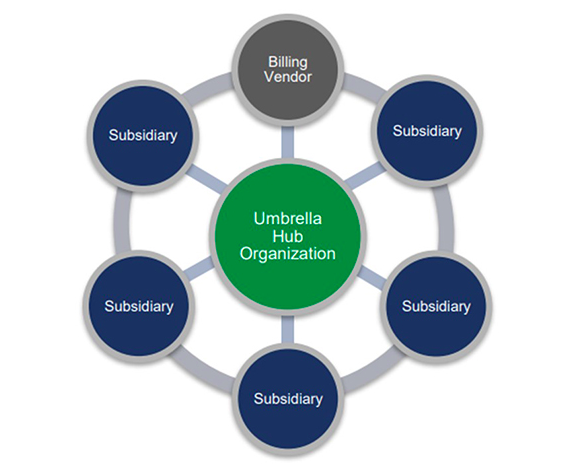 Billing
Vendor
Subsidiary
Subsidiary
Umbrella
Hub
Organization
Subsidiary
Subsidiary
Subsidiary